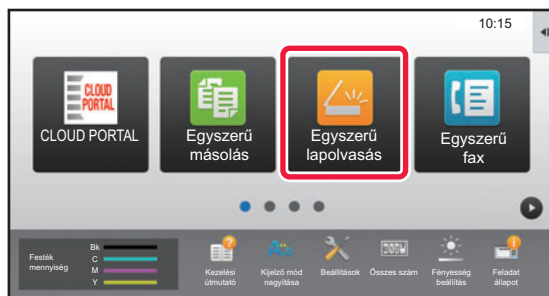 10:15
CLOUD
PORTAL
CLOUD PORTAL
Egyszerű
másolás
Egyszerű
lapolvasás
Egyszerű
fax
Festék
mennyiség
Bk
C
M
Y
Kezelési
útmutató
Kijelző mód
nagyítása
Beállítások
Összes szám
Fényesség
beállítás
Feladat
állapot